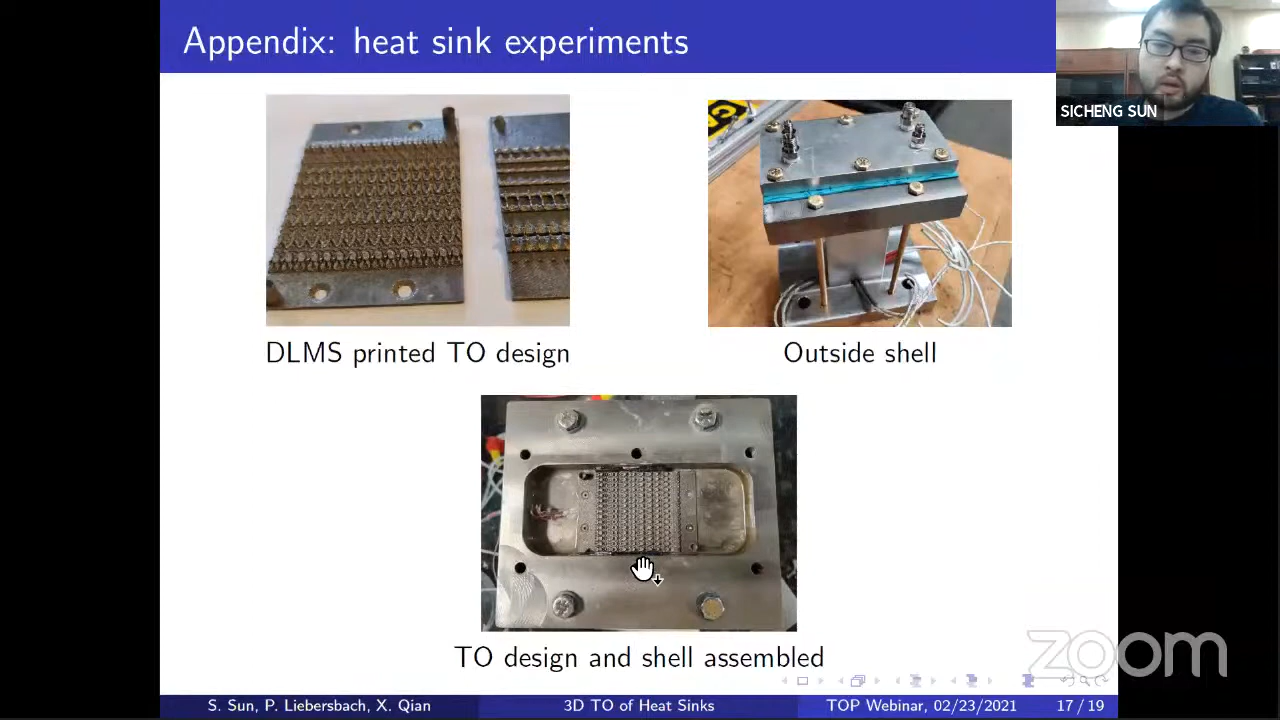 Appendix: heat sink experiments
SICHENG SUN
DLMS printed TO design
Outside shell
TO design and shell assembled
zoom
S. Sun, P. Liebersbach, X. Qian
3D TO of Heat Sinks
TOP Webinar, 02/23/2021
17 / 19